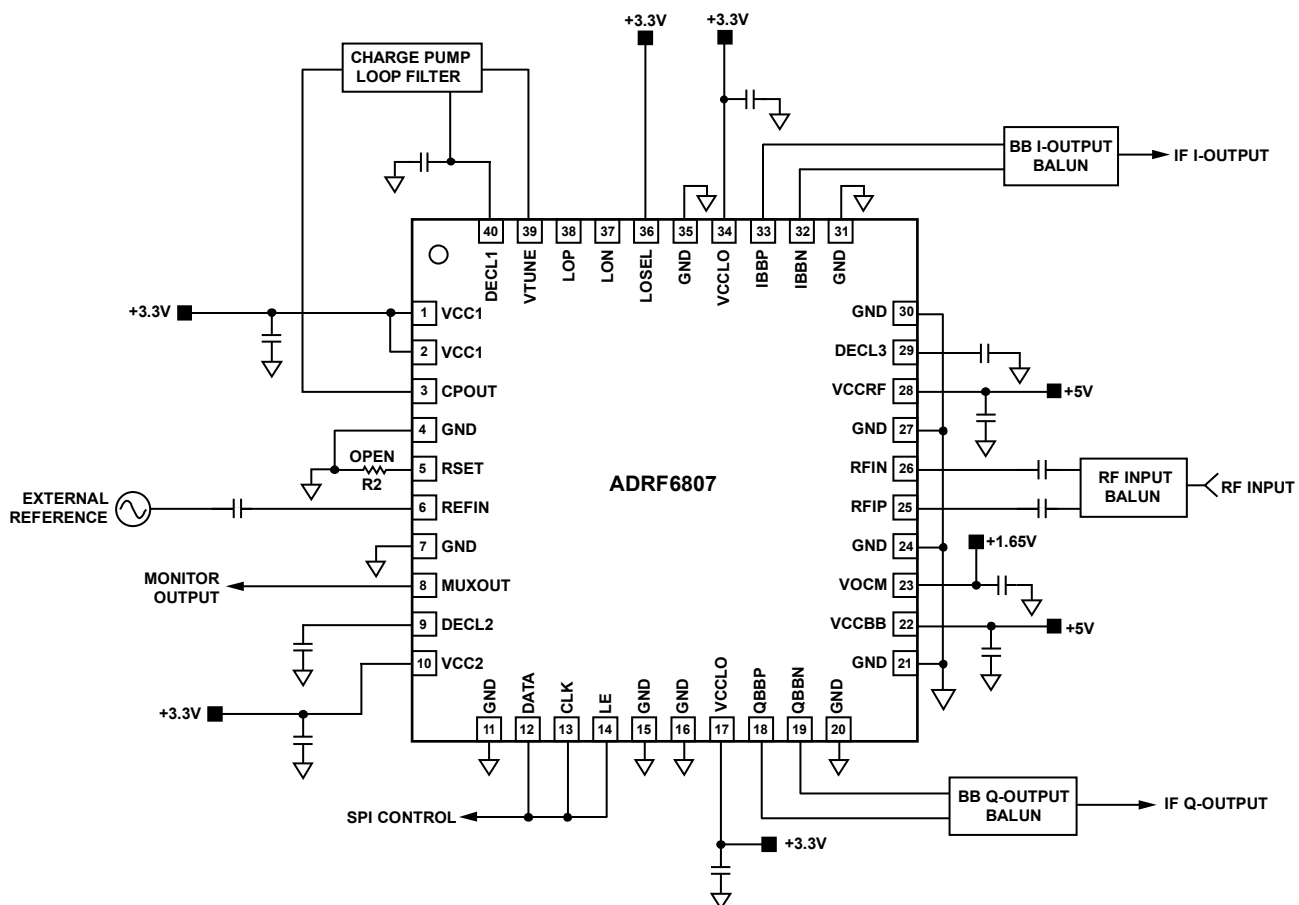 +3.3V
+3.3V
CHARGE PUMP
LOOP FILTER
BB I-OUTPUT
BALUN
IF I-OUTPUT
40
39
38
37
36
35
34
33
32
31
DECL1
VTUNE
LOP
LON
LOSEL
GND
VCCLO
IBBP
IBBN
GND
+3.3V
1
VCC1
2
VCC1
3
CPOUT
4
GND
OPEN
5
RSET
R2
EXTERNAL
REFERENCE
6
REFIN
7
GND
MONITOR
OUTPUT
8
MUXOUT
9
DECL2
10
VCC2
+3.3V
ADRF6807
GND
30
DECL3
29
VCCRF
28
+5V
GND
27
RFIN
26
RF INPUT
BALUN
RF INPUT
RFIP
25
GND
24
+1.65V
VOCM
23
VCCBB
22
+5V
GND
21
GND
DATA
CLK
LE
GND
GND
VCCLO
QBBP
QBBN
GND
11
12
13
14
15
16
17
18
19
20
SPI CONTROL
BB Q-OUTPUT
BALUN
IF Q-OUTPUT
+3.3V